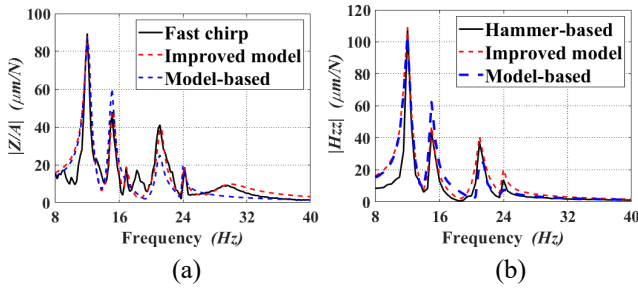 100
80
60
40
20
0
|Z/A| (μm/N)
Fast chirp
Improved model
Model-based
8 16 24 32 40
Frequency (Hz)
(a)
120
100
80
60
40
20
0
|Hzz| (μm/N)
Hammer-based
Improved model
Model-based
8 16 24 32 40
Frequency (Hz)
(b)